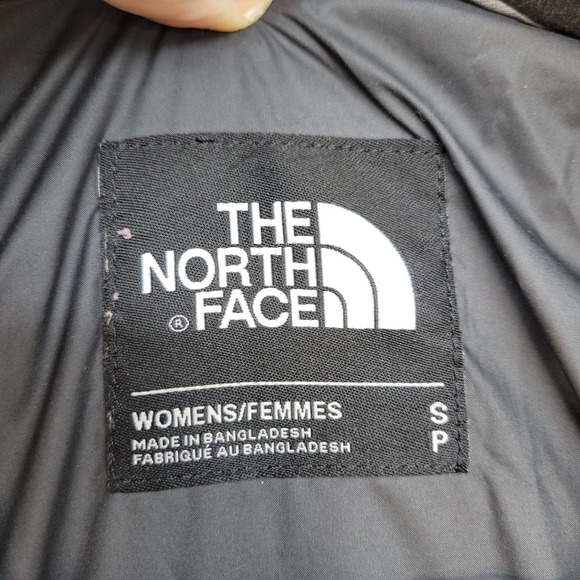 THE
NORTH
® FACE
WOMENS/FEMMES S
MADE IN BANGLADESH P
FABRIQUÉ AU BANGLADESH